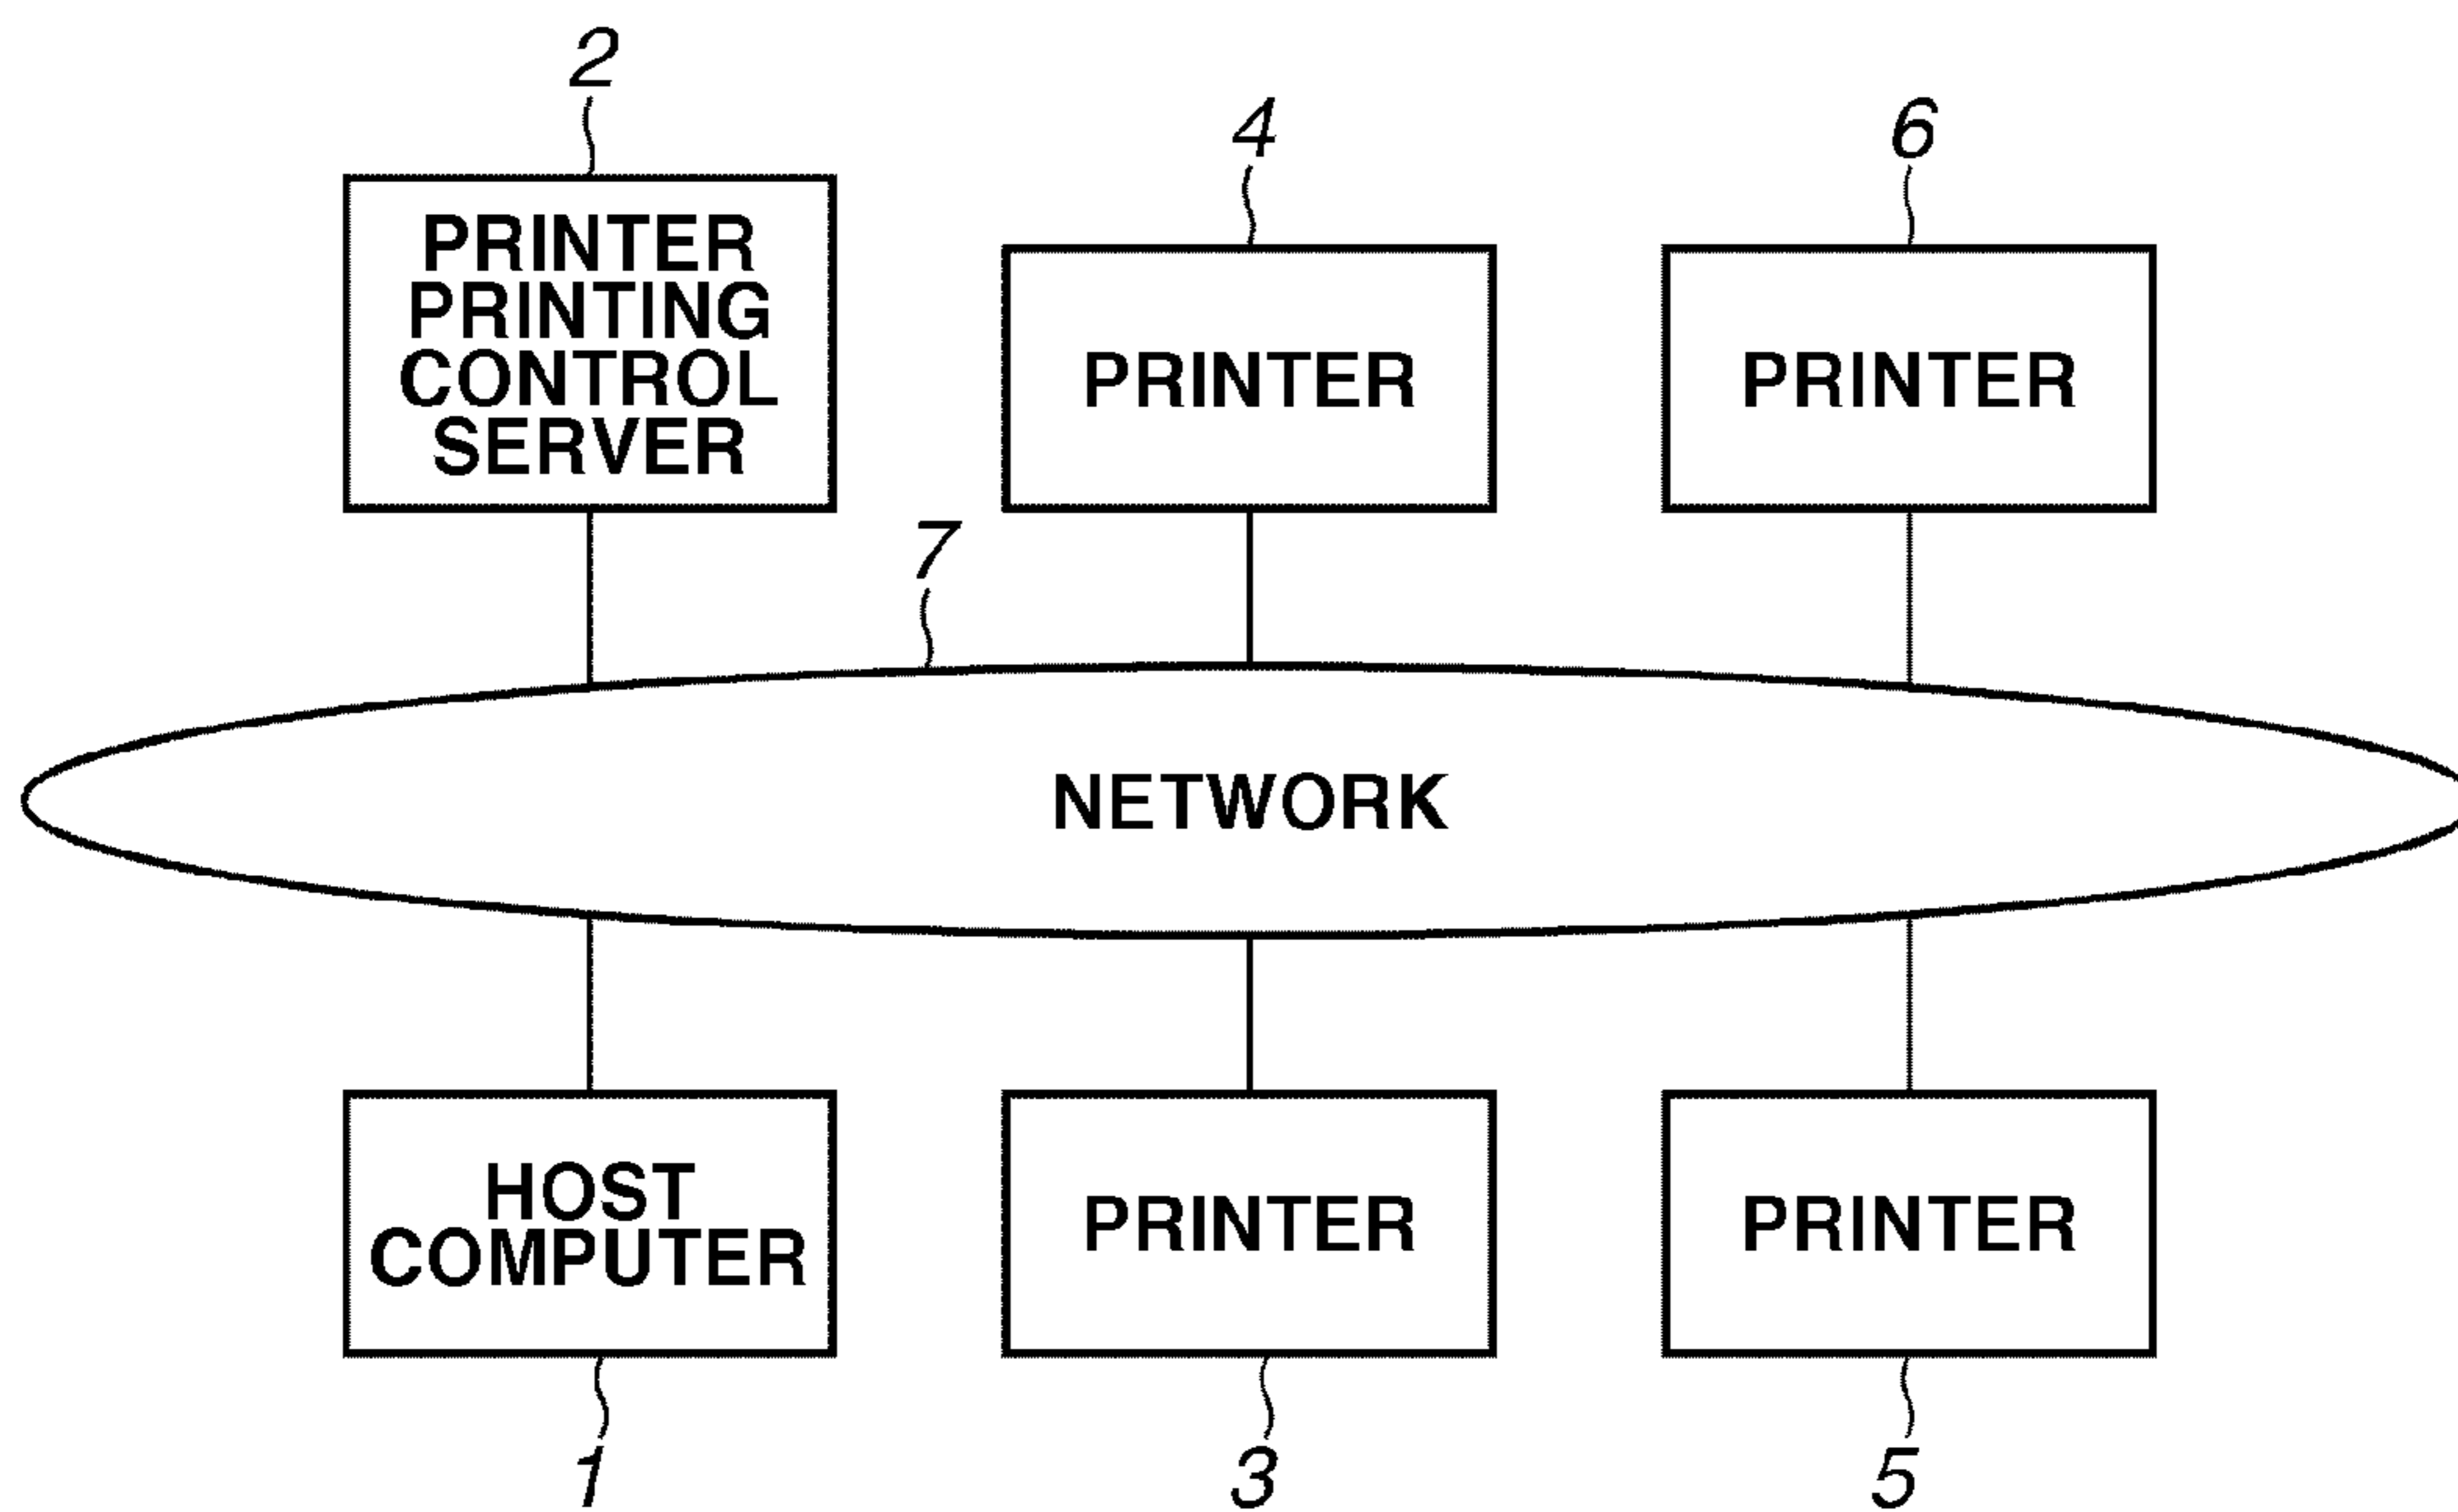 2
4
6
PRINTER
PRINTING
CONTROL
SERVER
PRINTER
PRINTER
7
NETWORK
HOST
COMPUTER
PRINTER
PRINTER
1
3
5